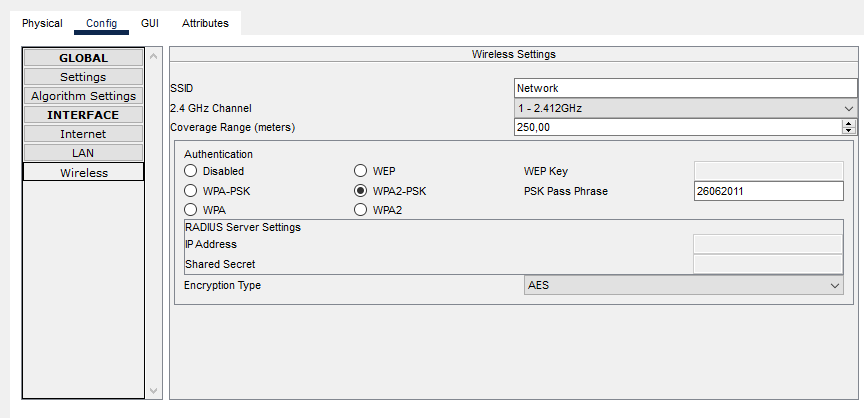 Physical Config GUI Attributes
GLOBAL
Settings
Algorithm Settings
INTERFACE
Internet
LAN
Wireless
Wireless Settings
SSID Network
2.4 GHz Channel 1 - 2.412GHz
Coverage Range (meters) 250,00
Authentication
Disabled WEP WEP Key
WPA-PSK WPA2-PSK PSK Pass Phrase 26062011
WPA WPA2
RADIUS Server Settings
IP Address
Shared Secret
Encryption Type AES